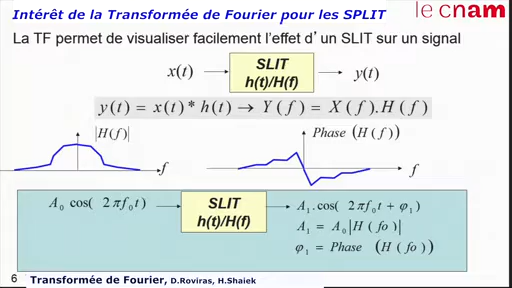 Intérêt de la Transformée de Fourier pour les SPLIT
le cnam
La TF permet de visualiser facilement l'effet d'un SLIT sur un signal
x(t) SLIT h(t)/H(f) y(t)
y(t) = x(t) * h(t) → Y(f) = X(f).H(f)
|H(f)|
Phase (H(f))
f
f
A₀ cos(2πf₀t) SLIT h(t)/H(f) A₁.cos(2πf₀t + φ₁)
A₁ = A₀|H(fo)|
φ₁ = Phase (H(fo))
6 Transformée de Fourier, D.Roviras, H.Shaiek